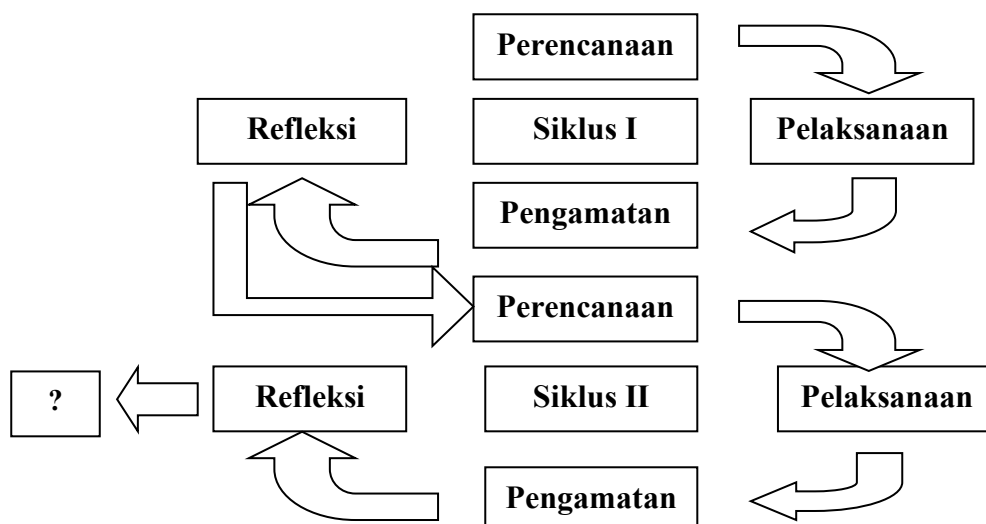 Perencanaan
Refleksi
Siklus I
Pelaksanaan
Pengamatan
Perencanaan
?
Refleksi
Siklus II
Pelaksanaan
Pengamatan